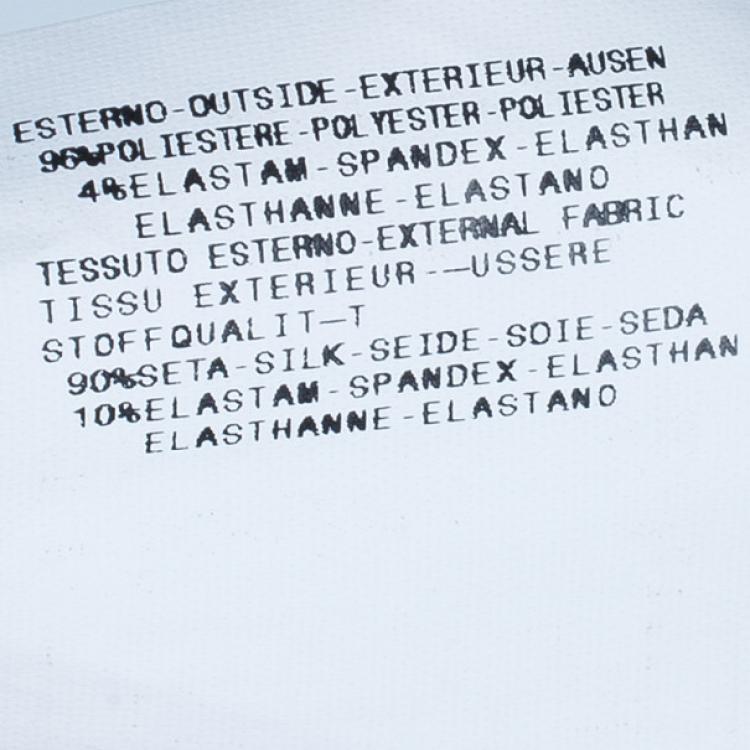 ESTERNO-OUTSIDE-EXTERIEUR-AUSEN
96%POLIESTERE-POLYESTER-POLIESTER
4%ELASTAM-SPANDEX-ELASTHAN
ELASTHANNE-ELASTANO
TESSUTO ESTERNO-EXTERNAL FABRIC
TISSU EXTERIEUR-—USSERE
STOFFQUALIT—T
90%SETA-SILK-SEIDE-SOIE-SEDA
10%ELASTAM-SPANDEX-ELASTHAN
ELASTHANNE-ELASTANO